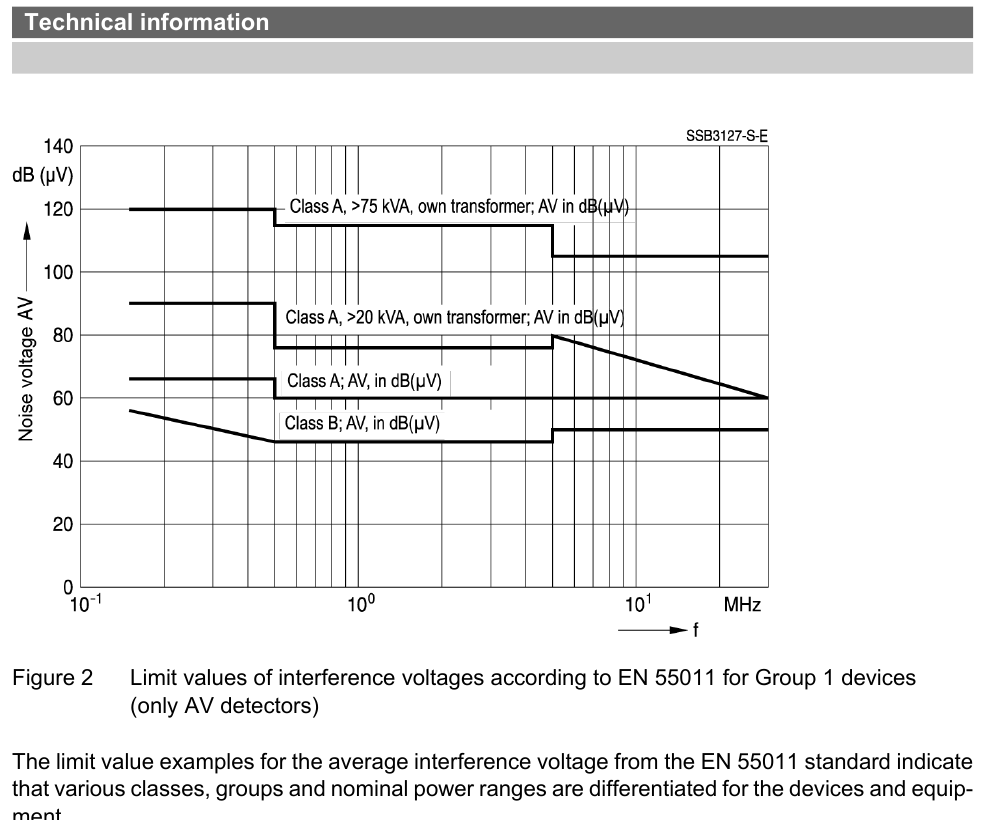 Technical information
SSB3127-S-E
140
dB (µV)
120
Class A, >75 kVA, own transformer; AV in dB(µV)
100
Class A, >20 kVA, own transformer; AV in dB(µV)
80
Class A; AV, in dB(µV)
60
Class B; AV, in dB(µV)
40
20
0
Noise voltage AV
10⁻¹ 10⁰ 10¹ MHz
f
Figure 2 Limit values of interference voltages according to EN 55011 for Group 1 devices
(only AV detectors)
The limit value examples for the average interference voltage from the EN 55011 standard indicate
that various classes, groups and nominal power ranges are differentiated for the devices and equip-
ment